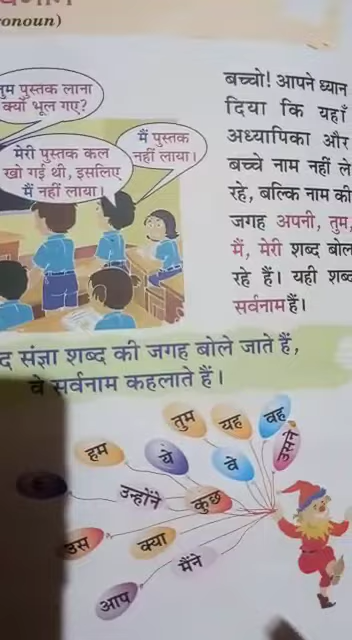 onoun)
तुम पुस्तक लाना
क्यों भूल गए?
मैं पुस्तक
नहीं लाया।
मेरी पुस्तक कल
खो गई थी, इसलिए
मैं नहीं लाया।
बच्चो! आपने ध्यान
दिया कि यहाँ
अध्यापिका और
बच्चे नाम नहीं ले
रहे, बल्कि नाम की
जगह अपनी, तुम,
मैं, मेरी शब्द बोल
रहे हैं। यही शब्द
सर्वनाम हैं।
द संज्ञा शब्द की जगह बोले जाते हैं,
वे सर्वनाम कहलाते हैं।
तुम
यह
वह
हम
ये
वे
उसने
उन्होंने
कुछ
उस
क्या
मैंने
आप